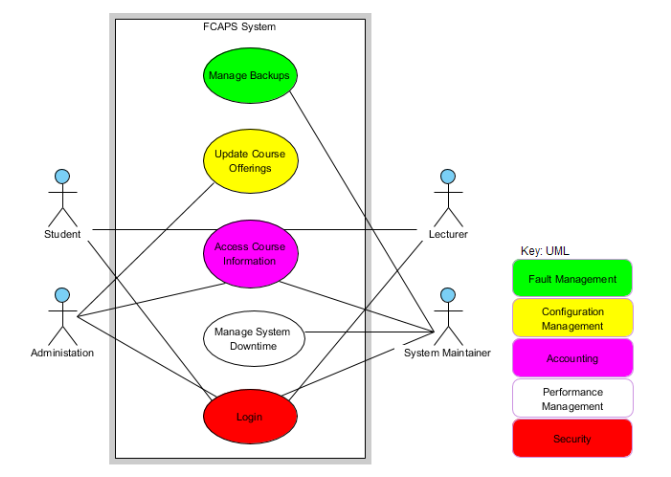 FCAPS System
Manage Backups
Update Course
Offerings
Student
Lecturer
Access Course
Information
Administation
Manage System
Downtime
System Maintainer
Login
Key: UML
Fault Management
Configuration
Management
Accounting
Performance
Management
Security